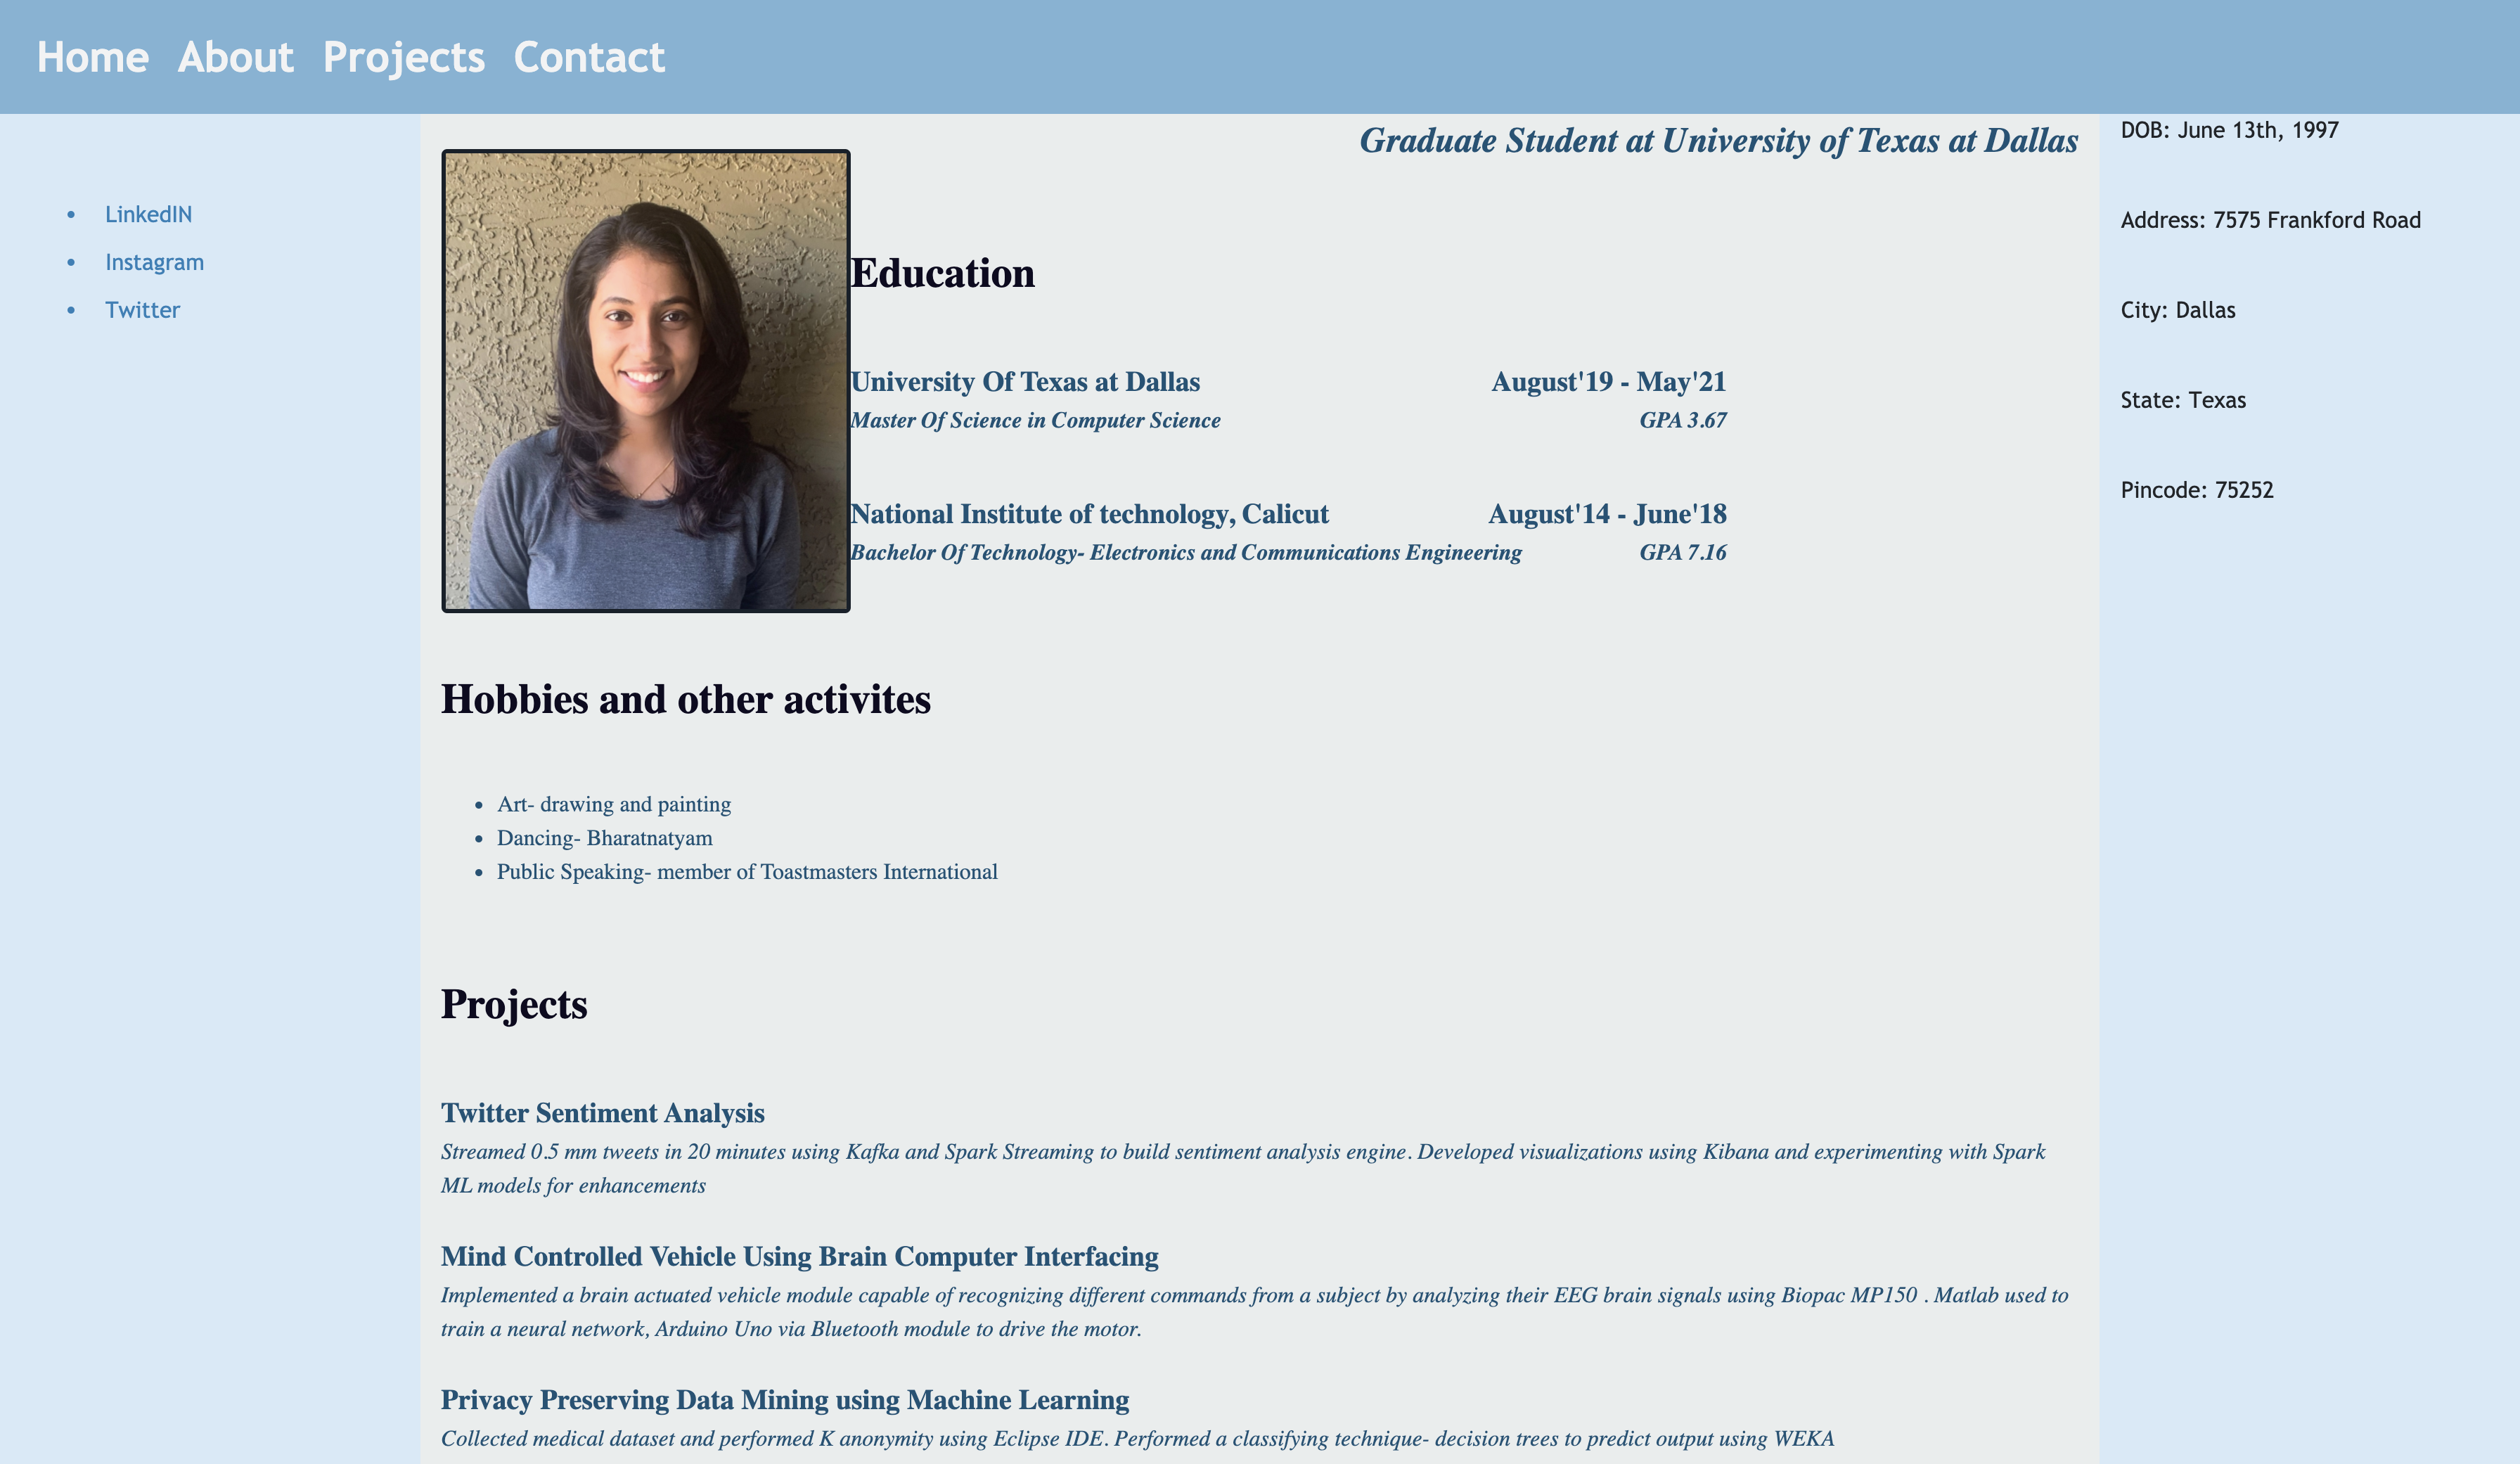 Home About Projects Contact
LinkedIN
Instagram
Twitter
Graduate Student at University of Texas at Dallas
Education
University Of Texas at Dallas August'19 - May'21
Master Of Science in Computer Science GPA 3.67
National Institute of technology, Calicut August'14 - June'18
Bachelor Of Technology- Electronics and Communications Engineering GPA 7.16
Hobbies and other activites
Art- drawing and painting
Dancing- Bharatnatyam
Public Speaking- member of Toastmasters International
Projects
Twitter Sentiment Analysis
Streamed 0.5 mm tweets in 20 minutes using Kafka and Spark Streaming to build sentiment analysis engine. Developed visualizations using Kibana and experimenting with Spark
ML models for enhancements
Mind Controlled Vehicle Using Brain Computer Interfacing
Implemented a brain actuated vehicle module capable of recognizing different commands from a subject by analyzing their EEG brain signals using Biopac MP150 . Matlab used to
train a neural network, Arduino Uno via Bluetooth module to drive the motor.
Privacy Preserving Data Mining using Machine Learning
Collected medical dataset and performed K anonymity using Eclipse IDE. Performed a classifying technique- decision trees to predict output using WEKA
DOB: June 13th, 1997
Address: 7575 Frankford Road
City: Dallas
State: Texas
Pincode: 75252